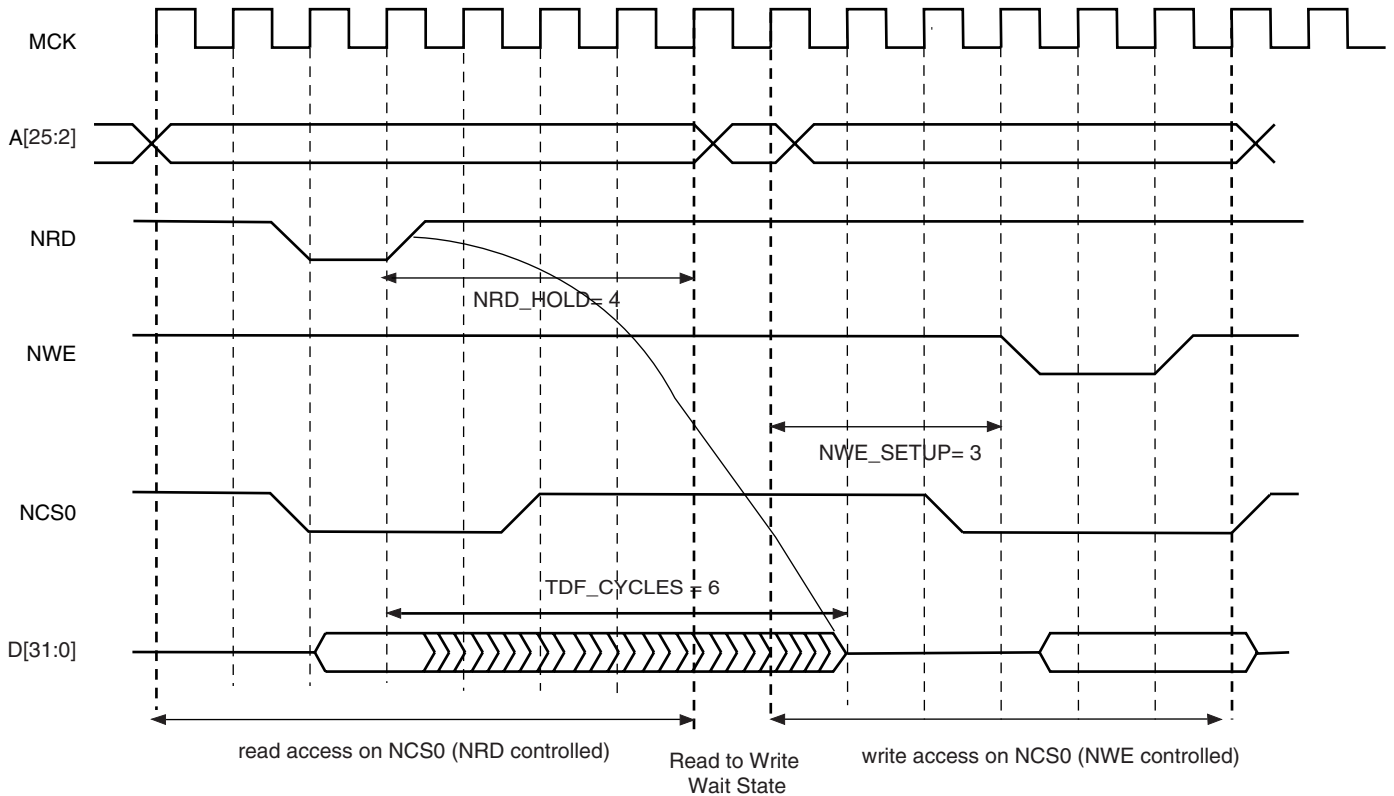 MCK
A[25:2]
NRD
NRD_HOLD= 4
NWE
NWE_SETUP= 3
NCS0
TDF_CYCLES = 6
D[31:0]
read access on NCS0 (NRD controlled)
Read to Write
Wait State
write access on NCS0 (NWE controlled)